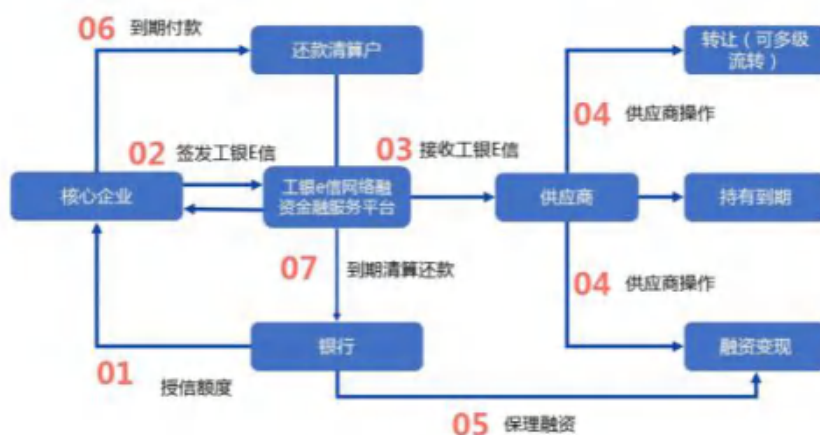 06 到期付款
还款清算户
转让（可多级
流转）
04 供应商操作
02 签发工银E信
03 接收工银E信
核心企业
工银e信网络融
资金融服务平台
供应商
持有到期
07 到期清算还款
04 供应商操作
银行
融资变现
01 授信额度
05 保理融资